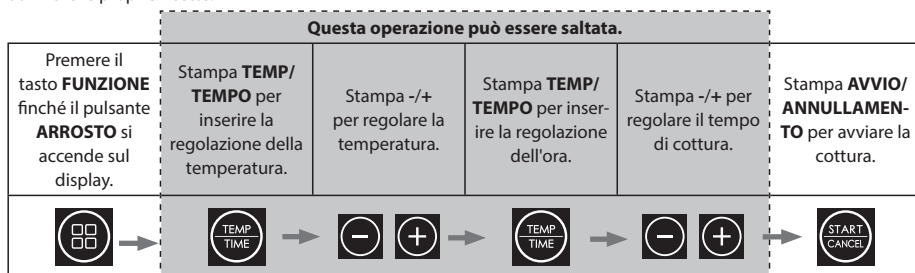 Questa operazione può essere saltata.
Premere il
tasto FUNZIONE
finché il pulsante
ARROSTO si
accende sul
display.
Stampa TEMP/
TEMPO per
inserire la
regolazione della
temperatura.
Stampa -/+
per regolare la
temperatura.
Stampa TEMP/
TEMPO per inser-
ire la regolazione
dell'ora.
Stampa -/+ per
regolare il tempo
di cottura.
Stampa AVVIO/
ANNULLAMEN-
TO per avviare la
cottura.
TEMP
TIME
- +
TEMP
TIME
- +
START
CANCEL